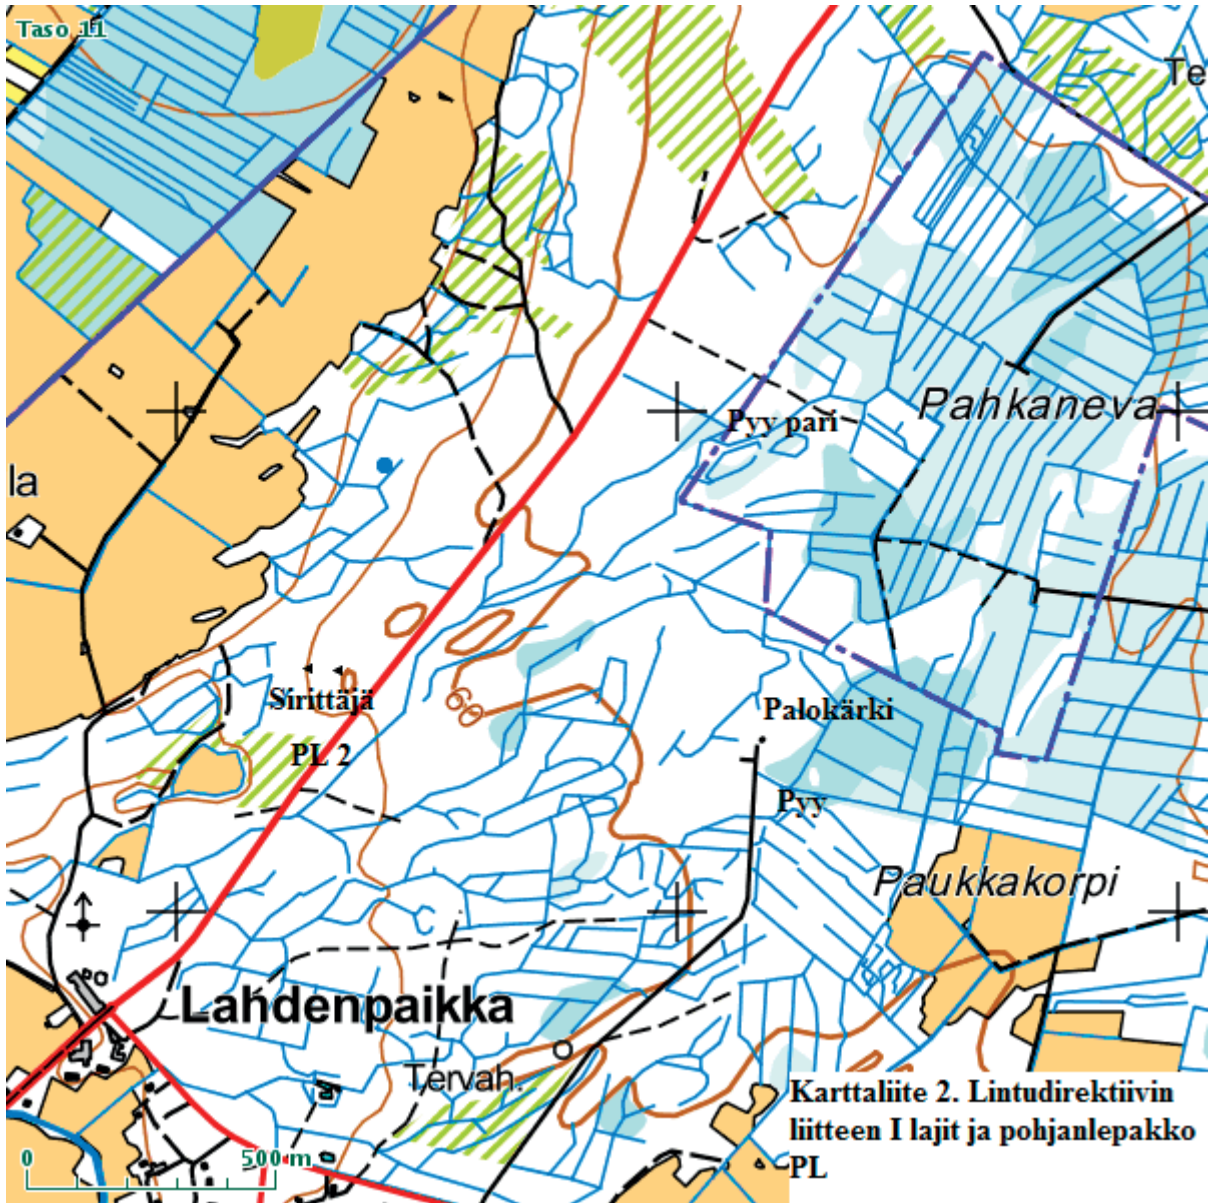 Taso 11
Te
Pahkaneva
Pyy pari
la
Sirittäjä
60
Palokärki
PL 2
Pyy
Paukkakorpi
Lahdenpaikka
Tervah.
0 500 m
Karttaliite 2. Lintudirektiivin
liitteen I lajit ja pohjanlepakko
PL